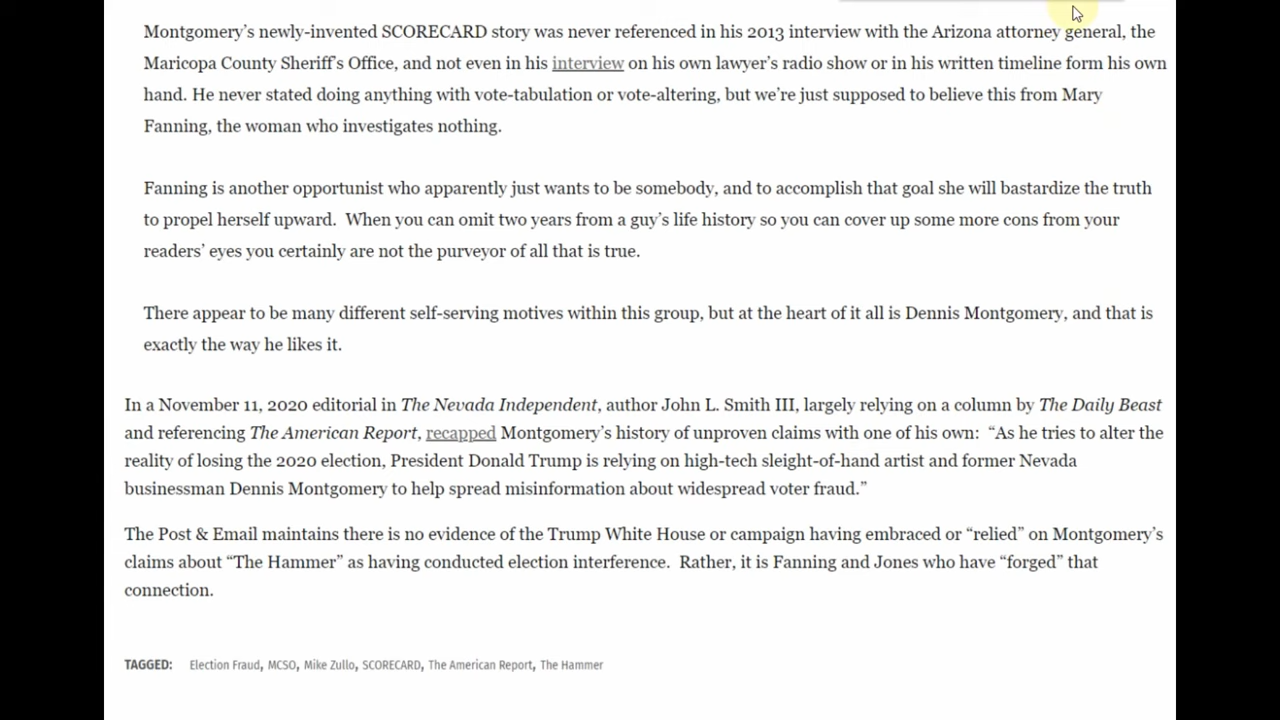 Montgomery’s newly-invented SCORECARD story was never referenced in his 2013 interview with the Arizona attorney general, the
Maricopa County Sheriff’s Office, and not even in his interview on his own lawyer’s radio show or in his written timeline form his own
hand. He never stated doing anything with vote-tabulation or vote-altering, but we’re just supposed to believe this from Mary
Fanning, the woman who investigates nothing.
Fanning is another opportunist who apparently just wants to be somebody, and to accomplish that goal she will bastardize the truth
to propel herself upward.  When you can omit two years from a guy’s life history so you can cover up some more cons from your
readers’ eyes you certainly are not the purveyor of all that is true.
There appear to be many different self-serving motives within this group, but at the heart of it all is Dennis Montgomery, and that is
exactly the way he likes it.
In a November 11, 2020 editorial in The Nevada Independent, author John L. Smith III, largely relying on a column by The Daily Beast
and referencing The American Report, recapped Montgomery’s history of unproven claims with one of his own:  “As he tries to alter the
reality of losing the 2020 election, President Donald Trump is relying on high-tech sleight-of-hand artist and former Nevada
businessman Dennis Montgomery to help spread misinformation about widespread voter fraud.”
The Post & Email maintains there is no evidence of the Trump White House or campaign having embraced or “relied” on Montgomery’s
claims about “The Hammer” as having conducted election interference.  Rather, it is Fanning and Jones who have “forged” that
connection.
TAGGED: Election Fraud, MCSO, Mike Zullo, SCORECARD, The American Report, The Hammer